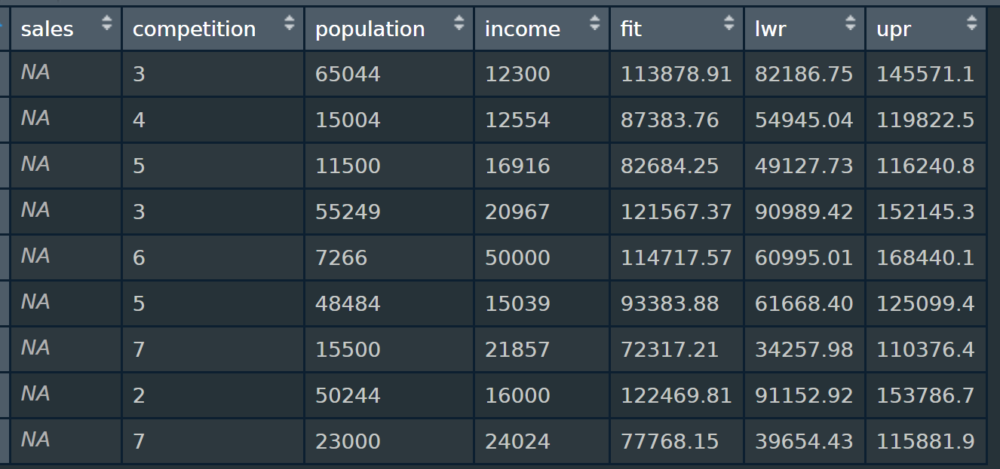 sales competition population income fit lwr upr
NA 3 65044 12300 113878.91 82186.75 145571.1
NA 4 15004 12554 87383.76 54945.04 119822.5
NA 5 11500 16916 82684.25 49127.73 116240.8
NA 3 55249 20967 121567.37 90989.42 152145.3
NA 6 7266 50000 114717.57 60995.01 168440.1
NA 5 48484 15039 93383.88 61668.40 125099.4
NA 7 15500 21857 72317.21 34257.98 110376.4
NA 2 50244 16000 122469.81 91152.92 153786.7
NA 7 23000 24024 77768.15 39654.43 115881.9